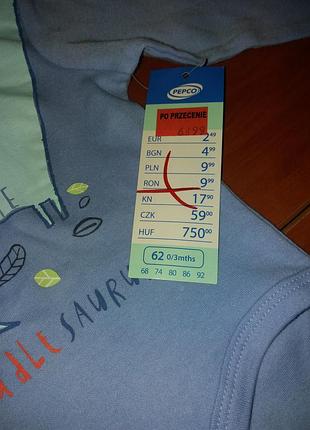 PEPCO
PO PRZECENIE
EUR 2 49
BGN 4 99
PLN 9 99
RON 9 99
KN 17 90
CZK 59 00
HUF 750 00
62 0/3mths
68 74 80 86 92